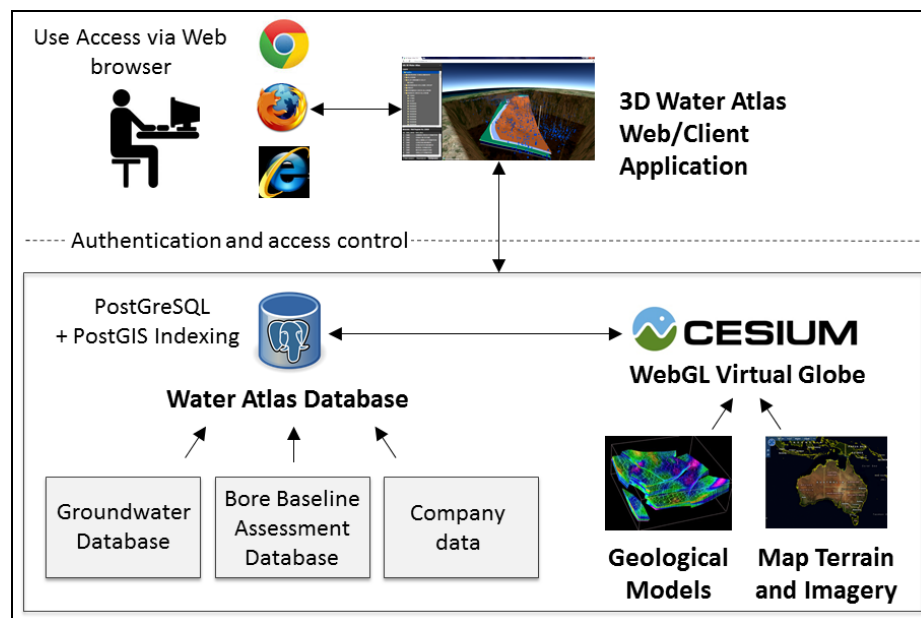 Use Access via Web
browser
3D Water Atlas
Web/Client
Application
Authentication and access control
PostGreSQL
+ PostGIS Indexing
CESIUM
WebGL Virtual Globe
Water Atlas Database
Groundwater
Database
Bore Baseline
Assessment
Database
Company
data
Geological
Models
Map Terrain
and Imagery